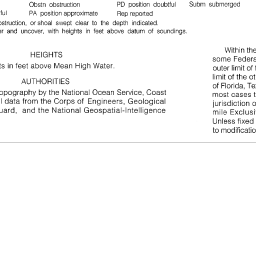 Obstn obstruction PD position doubtful Subm submerged
ful PA position approximate Rep reported
struction, or shoal swept clear to the depth indicated.
er and uncover, with heights in feet above datum of soundings.
HEIGHTS
ts in feet above Mean High Water.
AUTHORITIES
opography by the National Ocean Service, Coast
l data from the Corps of Engineers, Geological
uard, and the National Geospatial-Intelligence
Within the
some Federa
outer limit of
limit of the ot
of Florida, Te
most cases t
jurisdiction o
mile Exclusi
Unless fixed
to modificatio